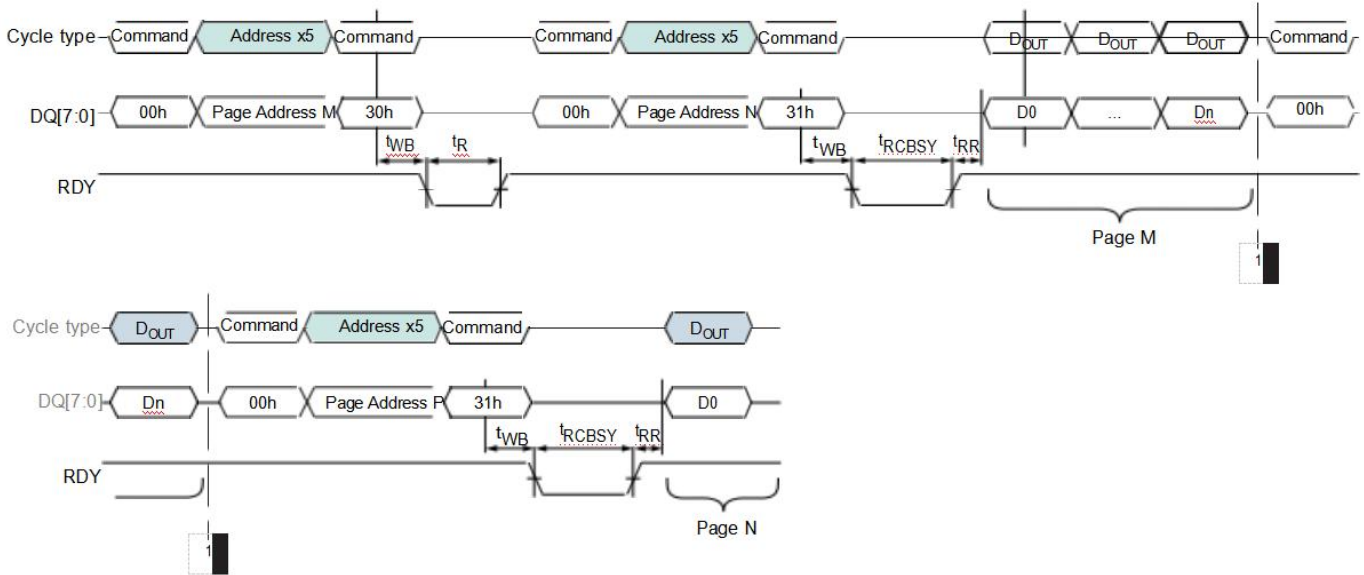 Cycle type Command Address x5 Command Command Address x5 Command DOUT DOUT DOUT Command
DQ[7:0] 00h Page Address M 30h 00h Page Address N 31h D0 ... Dn 00h
tWB tR tWB tRCBSY tRR
RDY
Page M
1
Cycle type DOUT Command Address x5 Command DOUT
DQ[7:0] Dn 00h Page Address P 31h D0
tWB tRCBSY tRR
RDY
Page N
1